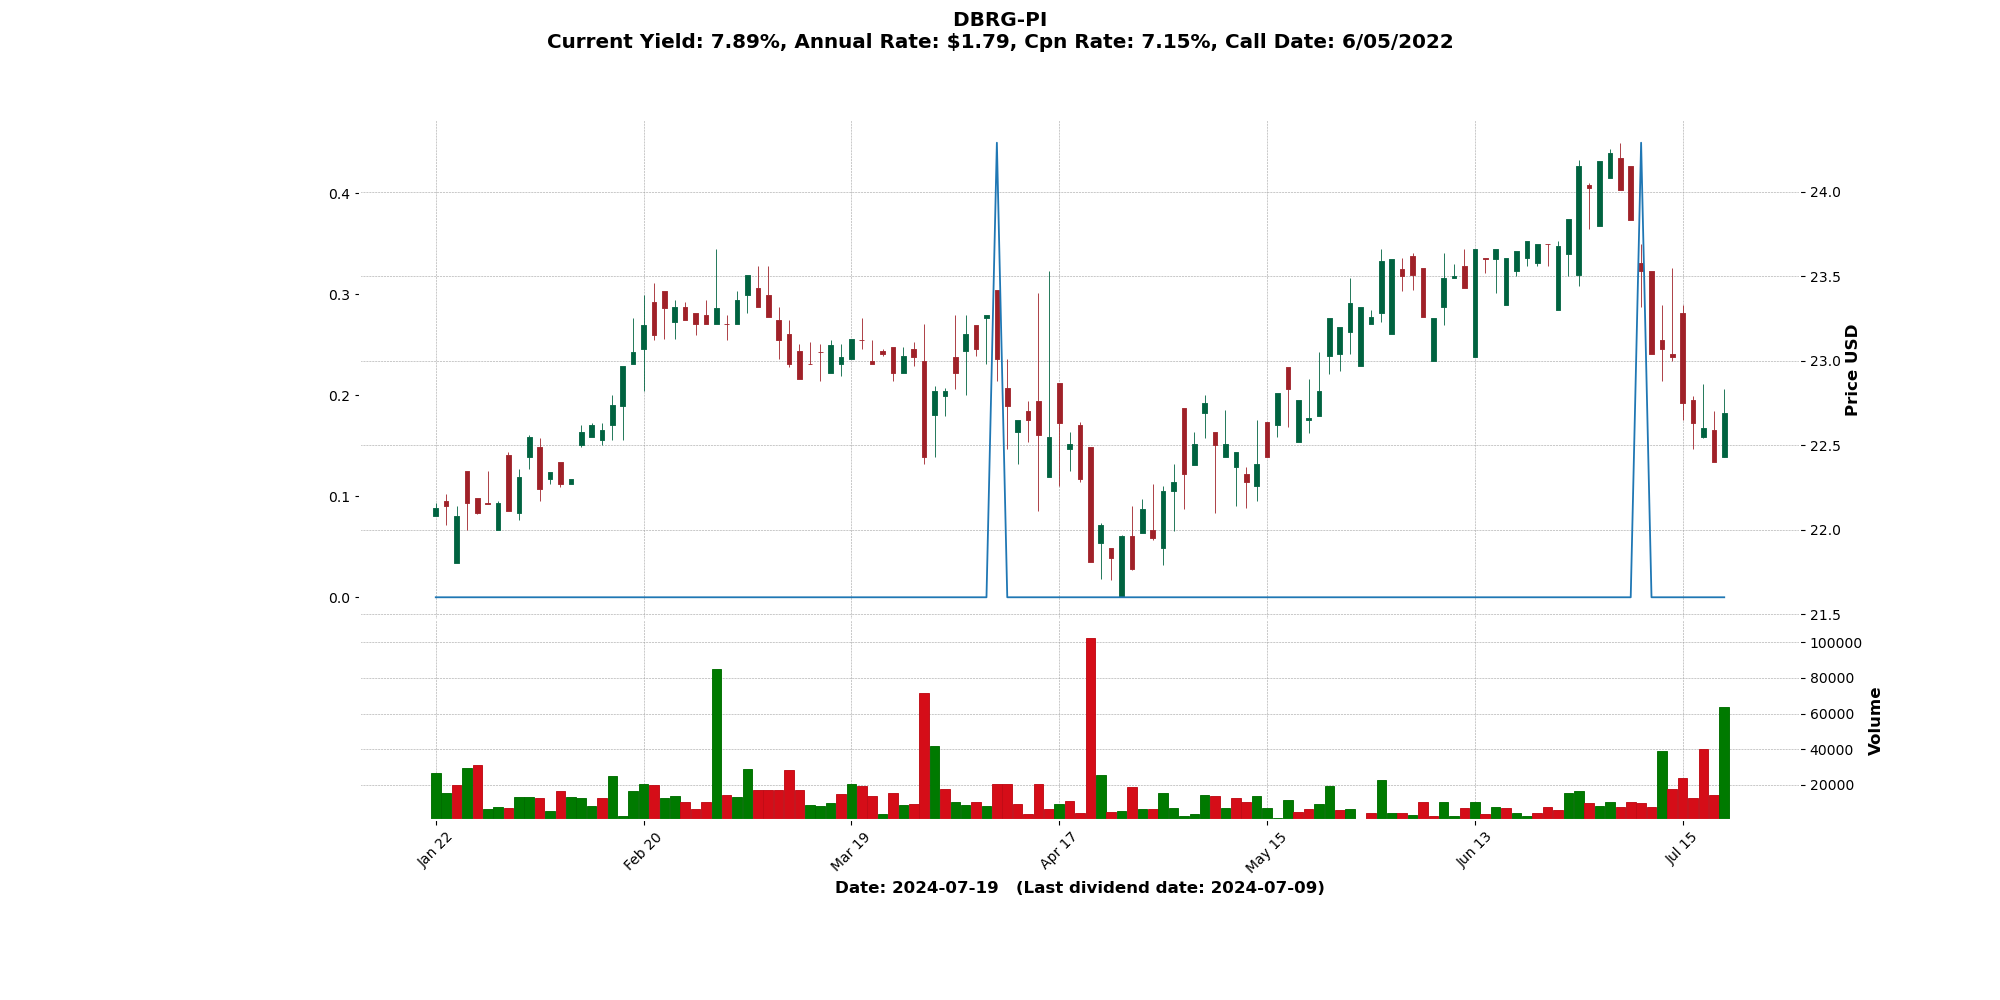 DBRG-PI
Current Yield: 7.89%, Annual Rate: $1.79, Cpn Rate: 7.15%, Call Date: 6/05/2022
0.4
0.3
0.2
0.1
0.0
24.0
23.5
23.0
22.5
22.0
21.5
Price USD
100000
80000
60000
40000
20000
Volume
Jan 22
Feb 20
Mar 19
Apr 17
May 15
Jun 13
Jul 15
Date: 2024-07-19 (Last dividend date: 2024-07-09)